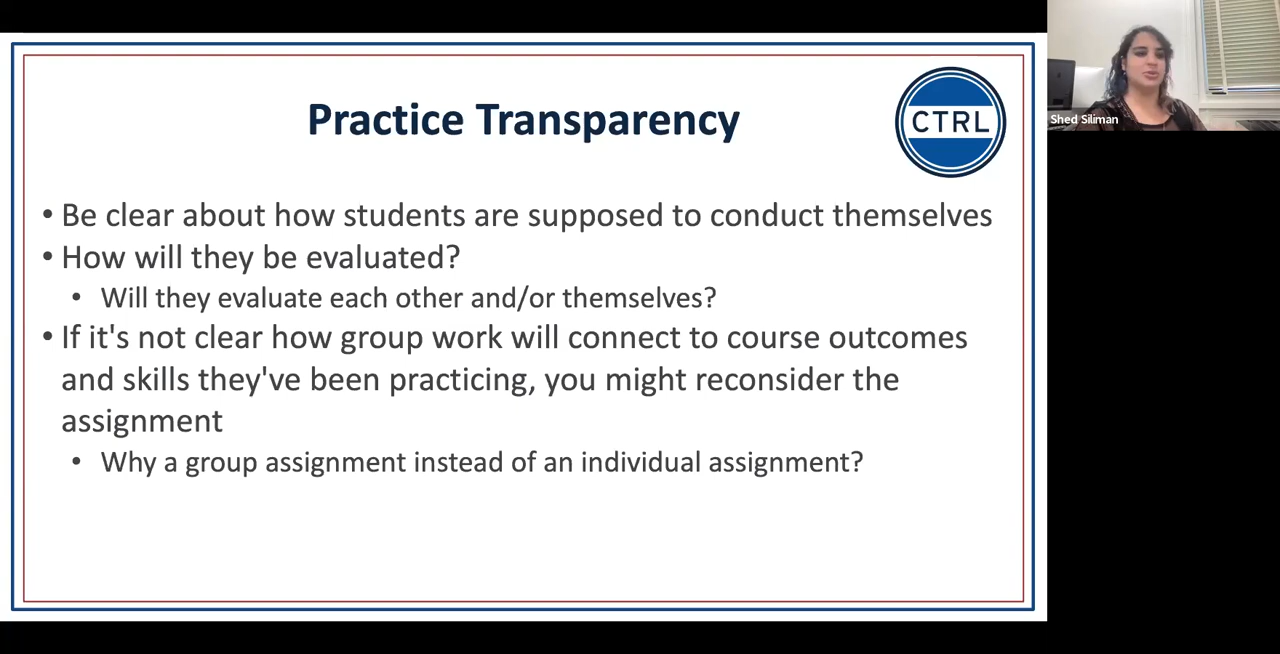 Practice Transparency
CTRL
• Be clear about how students are supposed to conduct themselves
• How will they be evaluated?
• Will they evaluate each other and/or themselves?
• If it's not clear how group work will connect to course outcomes
and skills they've been practicing, you might reconsider the
assignment
• Why a group assignment instead of an individual assignment?
Shed Siliman